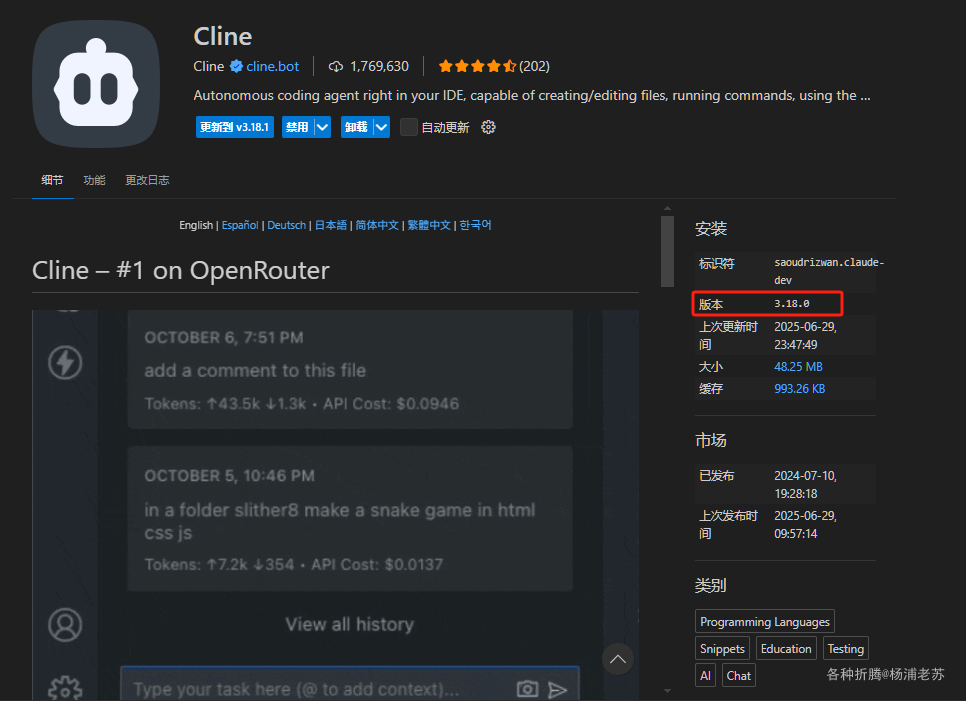 Cline
Cline cline.bot 1,769,630 (202)
Autonomous coding agent right in your IDE, capable of creating/editing files, running commands, using the ...
更新到 v3.18.1 禁用 卸载 自动更新
细节 功能 更改日志
English | Español | Deutsch | 日本語 | 简体中文 | 繁體中文 | 한국어
Cline – #1 on OpenRouter
OCTOBER 6, 7:51 PM
add a comment to this file
Tokens: ↑43.5k ↓1.3k • API Cost: $0.0946
OCTOBER 5, 10:46 PM
in a folder slither8 make a snake game in html
css js
Tokens: ↑7.2k ↓354 • API Cost: $0.0137
View all history
Type your task here (@ to add context)...
安装
标识符 saoudrizwan.claude-
dev
版本 3.18.0
上次更新时 2025-06-29,
间 23:47:49
大小 48.25 MB
缓存 993.26 KB
市场
已发布 2024-07-10,
19:28:18
上次发布时 2025-06-29,
间 09:57:14
类别
Programming Languages
Snippets Education Testing
AI Chat
各种折腾@杨浦老苏